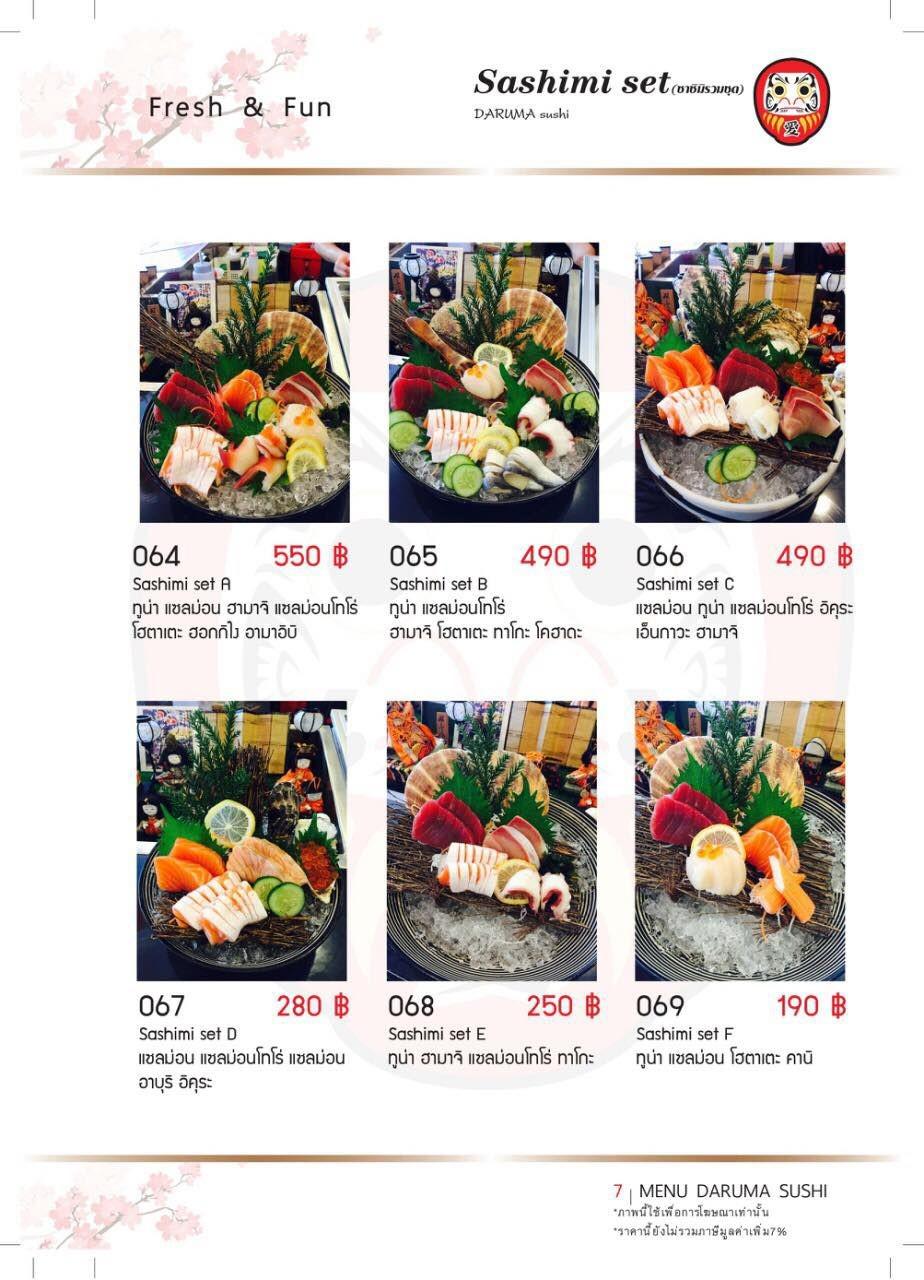 Fresh & Fun
Sashimi set (ซาซิมิรวมชุด)
DARUMA sushi
064 550 ฿
Sashimi set A
ทูน่า แซลม่อน ฮามาจิ แซลม่อนโทโร่
โฮตาเตะ ฮอกกิไง อามาอิบิ
065 490 ฿
Sashimi set B
ทูน่า แซลม่อนโทโร่
ฮามาจิ โฮตาเตะ ทาโกะ โคฮาดะ
066 490 ฿
Sashimi set C
แซลม่อน ทูน่า แซลม่อนโทโร่ อิคุระ
เอ็นกาวะ ฮามาจิ
067 280 ฿
Sashimi set D
แซลม่อน แซลม่อนโทโร่ แซลม่อน
อาบุริ อิคุระ
068 250 ฿
Sashimi set E
ทูน่า ฮามาจิ แซลม่อนโทโร่ ทาโกะ
069 190 ฿
Sashimi set F
ทูน่า แซลม่อน โฮตาเตะ คานิ
7 | MENU DARUMA SUSHI
*ภาพนี้ใช้เพื่อการโฆษณาเท่านั้น
*ราคานี้ยังไม่รวมภาษีมูลค่าเพิ่ม7%